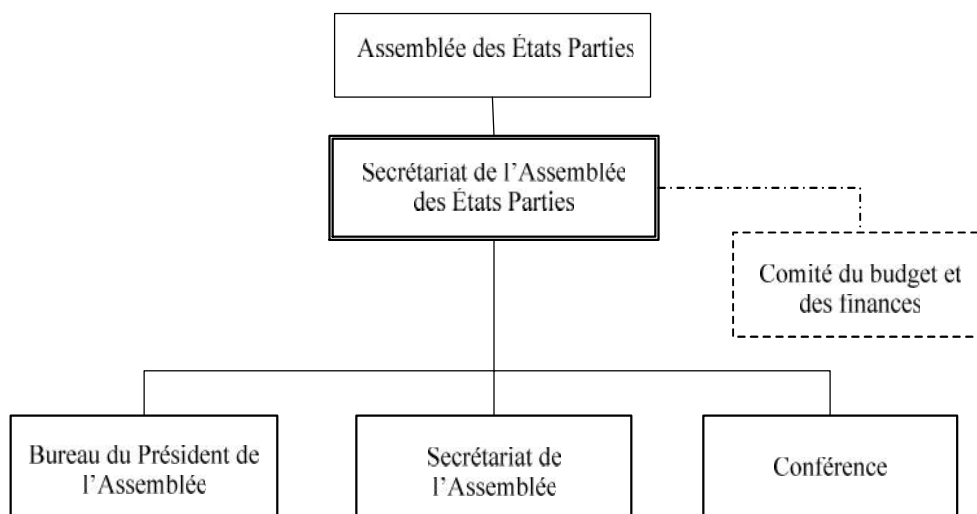 Assemblée des États Parties
Secrétariat de l’Assemblée
des États Parties
Comité du budget et
des finances
Bureau du Président de
l’Assemblée
Secrétariat de
l’Assemblée
Conférence